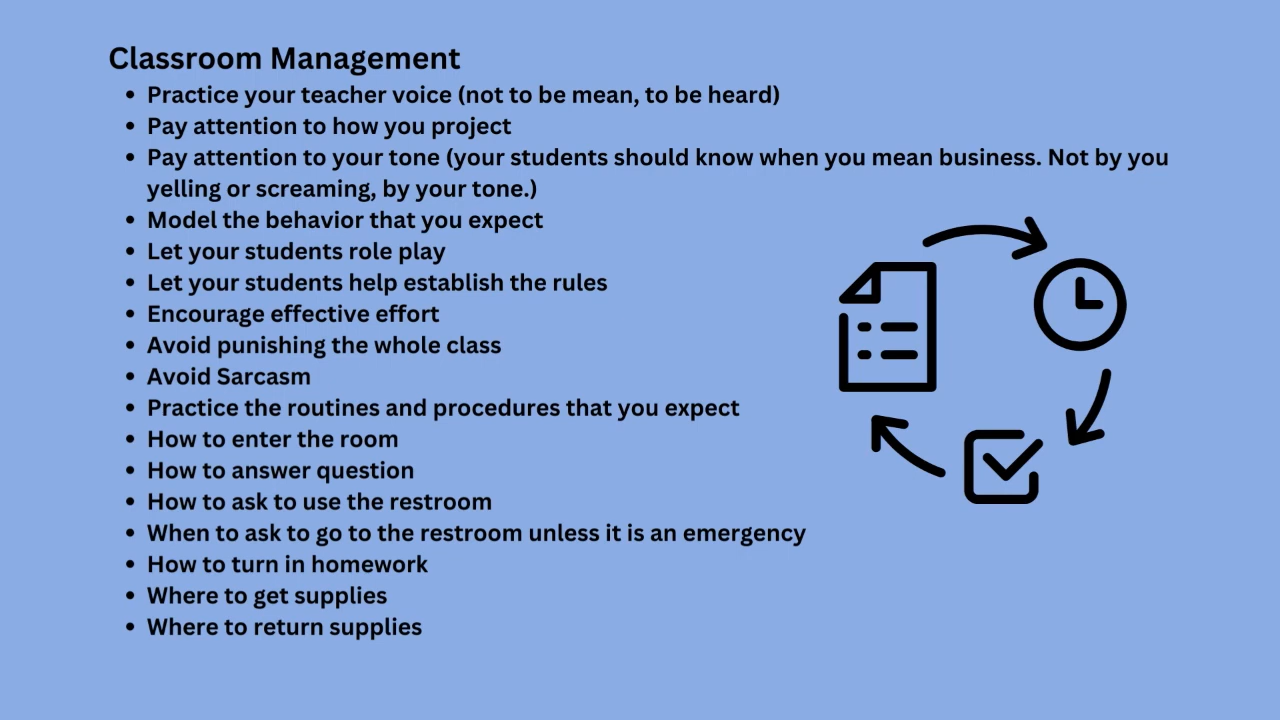 Classroom Management
• Practice your teacher voice (not to be mean, to be heard)
• Pay attention to how you project
• Pay attention to your tone (your students should know when you mean business. Not by you
yelling or screaming, by your tone.)
• Model the behavior that you expect
• Let your students role play
• Let your students help establish the rules
• Encourage effective effort
• Avoid punishing the whole class
• Avoid Sarcasm
• Practice the routines and procedures that you expect
• How to enter the room
• How to answer question
• How to ask to use the restroom
• When to ask to go to the restroom unless it is an emergency
• How to turn in homework
• Where to get supplies
• Where to return supplies